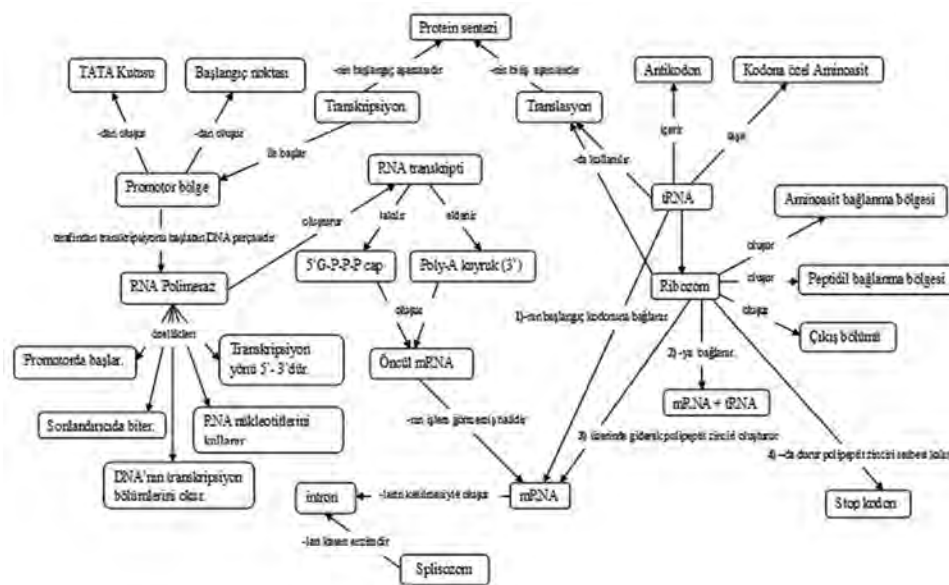 Protein sentezi
TATA Kutusu
Başlangıç noktası
-nin başlangıç aşamasıdır
-nin bitiş aşamasıdır
Antikodon
Kodona özel Aminoasit
Transkripsiyon
Translasyon
-dan oluşur
-dan oluşur
ile başlar
içerir
taşır
-da kullanılır
RNA transkripti
Promotor bölge
tRNA
Aminoasit bağlanma bölgesi
oluşturur
takılır
eklenir
tarafından transkripsiyonu başlatan DNA parçasıdır
oluşur
5'G-P-P-P cap
Poly-A kuyruk (3')
RNA Polimeraz
Ribozom
oluşur
Peptidil bağlanma bölgesi
oluşur
özellikleri
oluşur
1)-nın başlangıç kodonuna bağlanır
Çıkış bölümü
Promotorda başlar.
Transkripsiyon
yönü 5'- 3'dür.
Öncül mRNA
2) -ya bağlanır.
mRNA + tRNA
Sonlandırıcıda biter.
RNA nükleotitlerini
kullanır
-nın işlem görmemiş halidir
3) üzerinde giderek polipeptit zinciri oluşturur
4) -da durur polipeptit zincirini serbest bırakır
DNA'nın transkripsiyon
bölümlerini okur.
intron
-ların kesilmesiyle oluşur
mRNA
Stop kodon
-ları kesen enzimdir
Splisozom